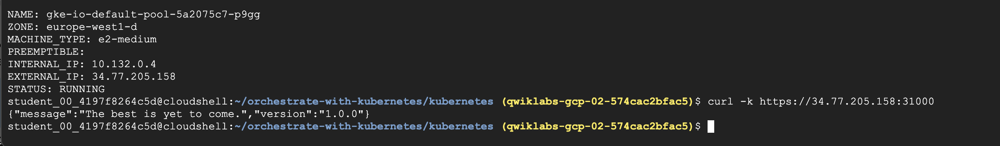 NAME: gke-io-default-pool-5a2075c7-p9gg
ZONE: europe-west1-d
MACHINE_TYPE: e2-medium
PREEMPTIBLE:
INTERNAL_IP: 10.132.0.4
EXTERNAL_IP: 34.77.205.158
STATUS: RUNNING
student_00_4197f8264c5d@cloudshell:~/orchestrate-with-kubernetes/kubernetes (qwiklabs-gcp-02-574cac2bfac5)$ curl -k https://34.77.205.158:31000
{"message":"The best is yet to come.","version":"1.0.0"}
student_00_4197f8264c5d@cloudshell:~/orchestrate-with-kubernetes/kubernetes (qwiklabs-gcp-02-574cac2bfac5)$